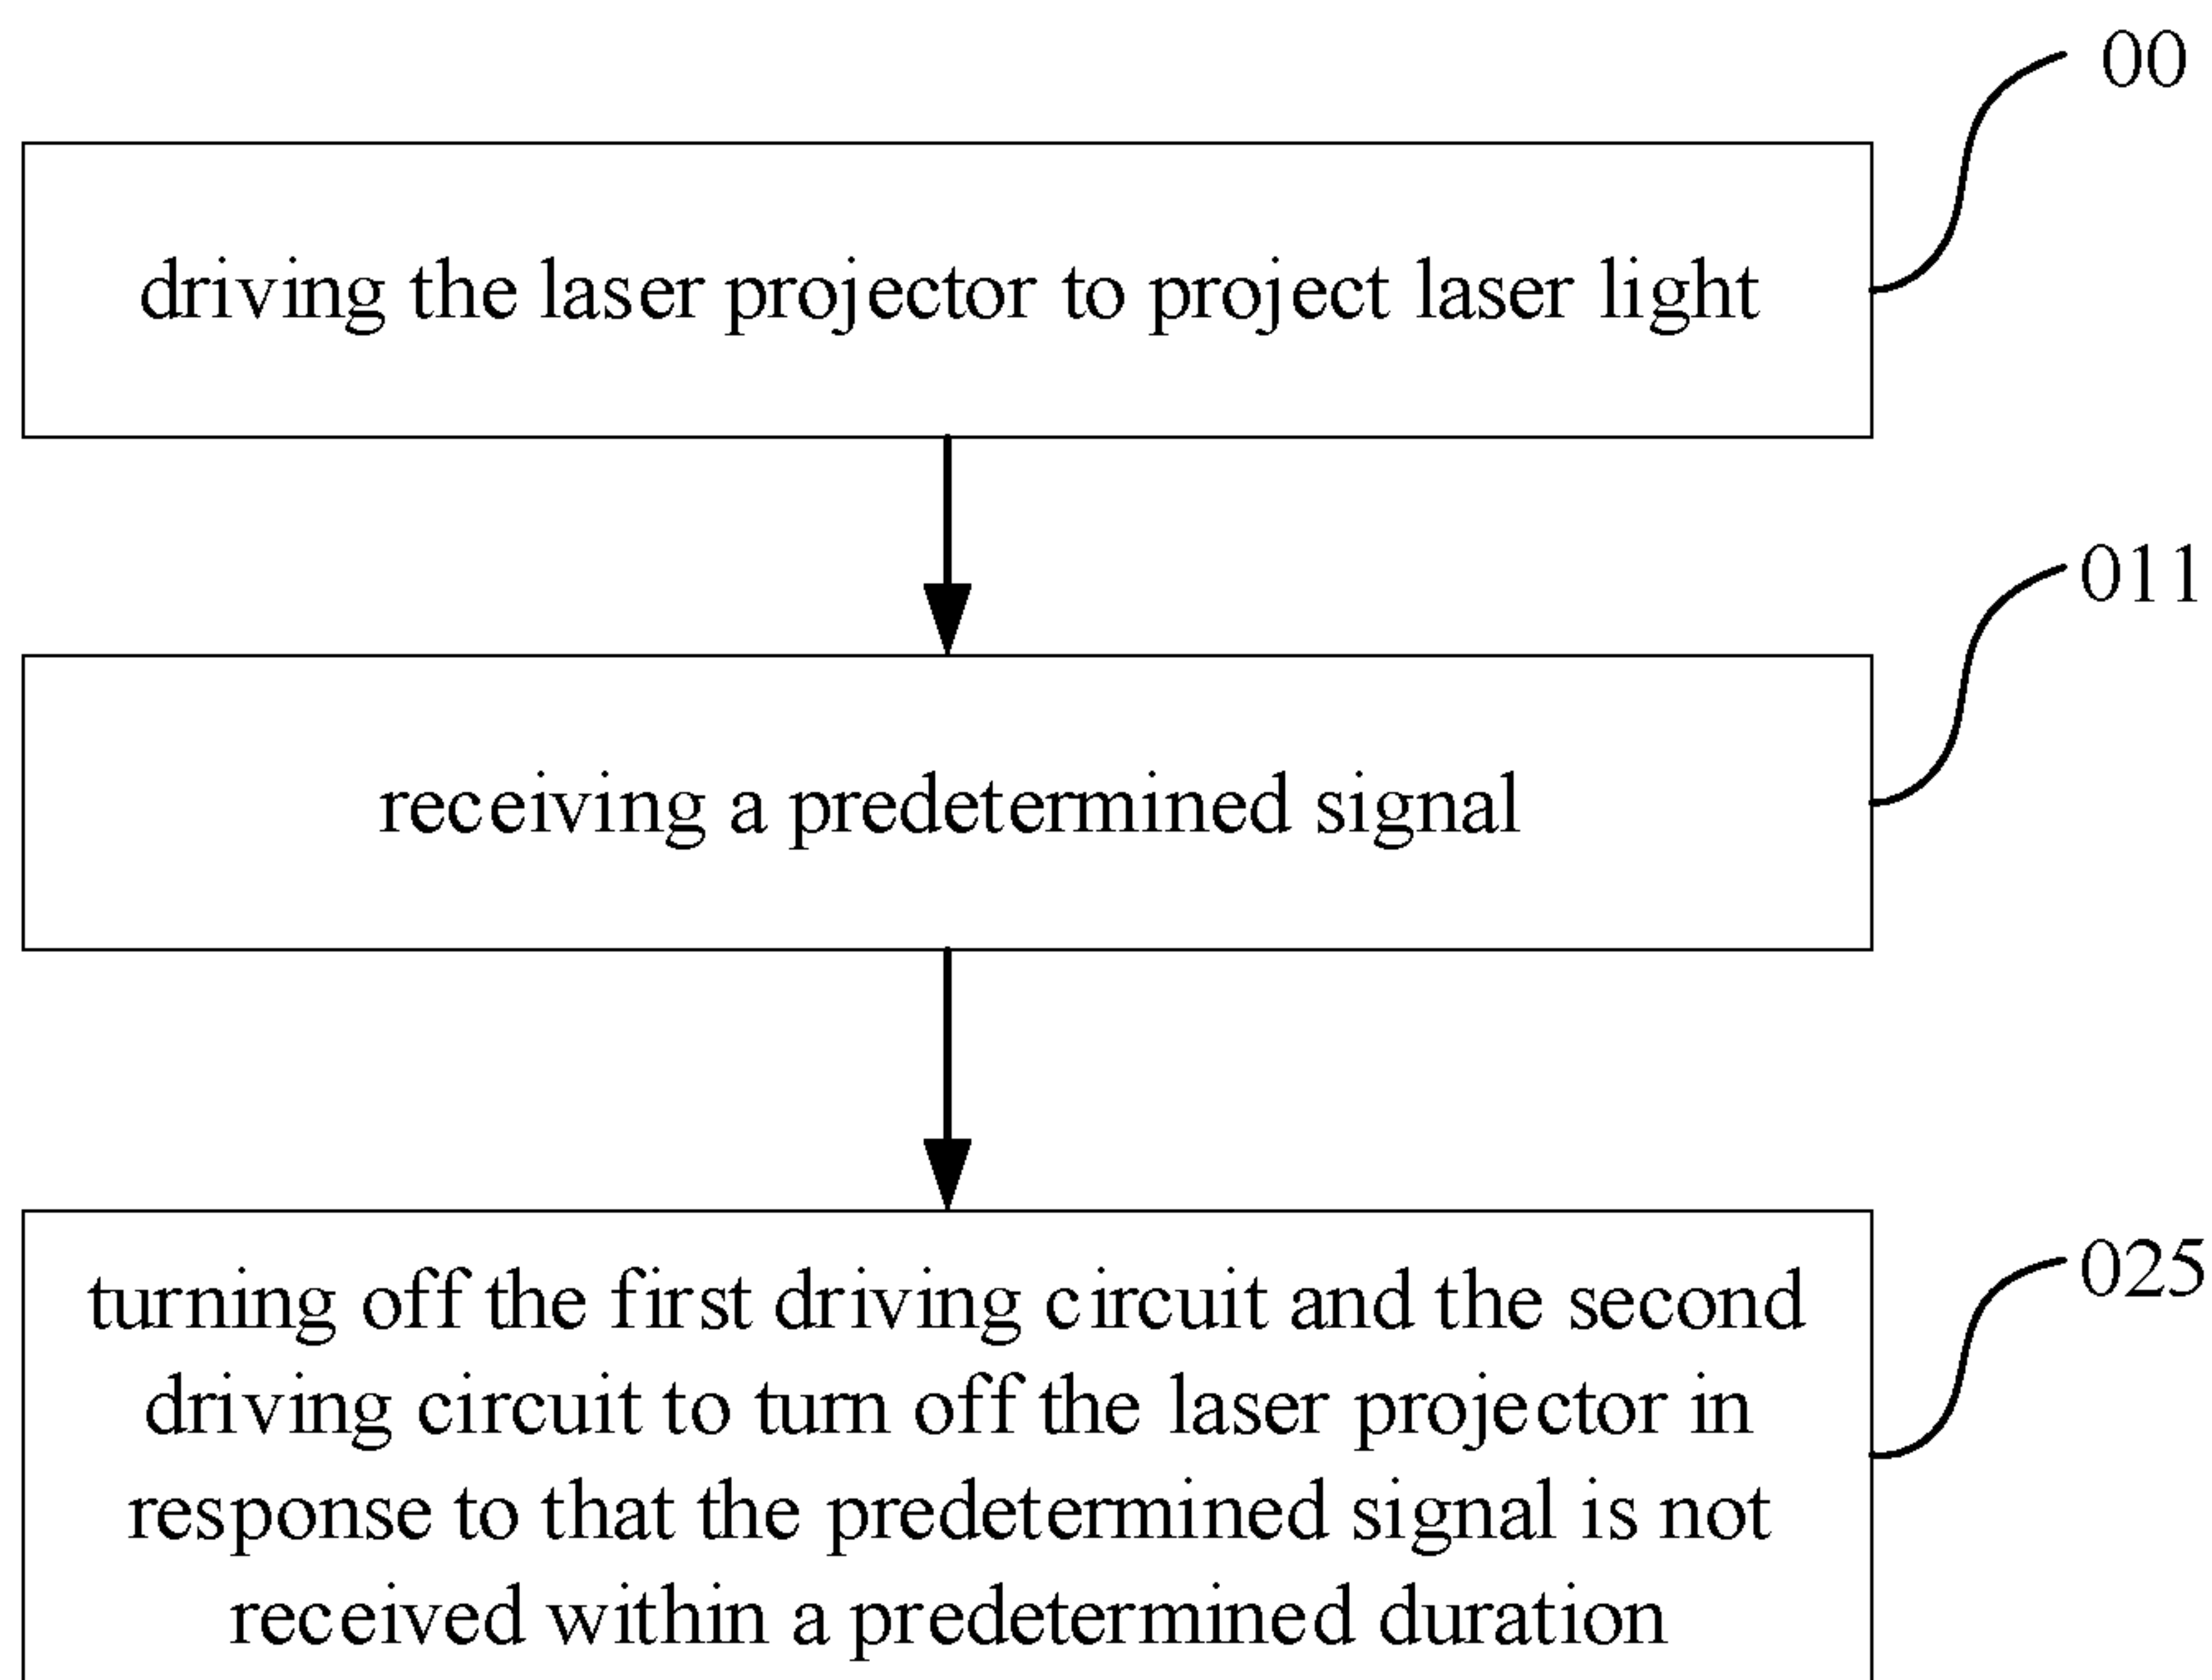 00
driving the laser projector to project laser light
011
receiving a predetermined signal
025
turning off the first driving circuit and the second
driving circuit to turn off the laser projector in
response to that the predetermined signal is not
received within a predetermined duration